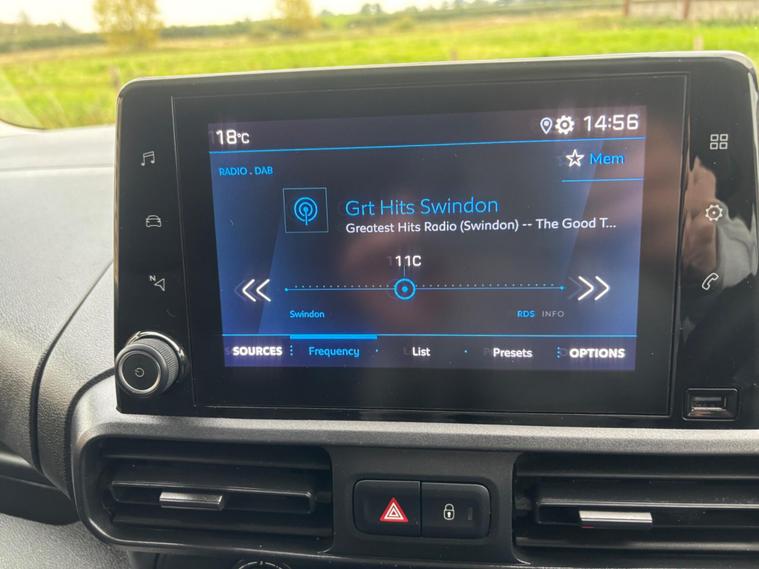 18°C 14:56
Mem
RADIO . DAB
Grt Hits Swindon
Greatest Hits Radio (Swindon) -- The Good T...
11C
Swindon RDS INFO
SOURCES Frequency List Presets OPTIONS
N